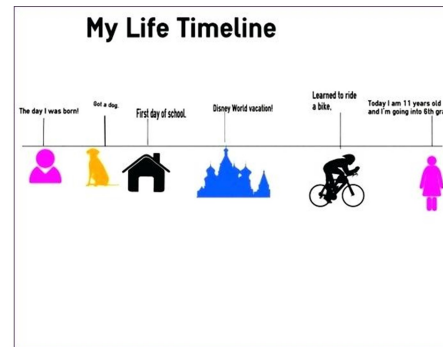 My Life Timeline
The day I was born!
Got a dog.
First day of school.
Disney World vacation!
Learned to ride
a bike.
Today I am 11 years old
and I'm going into 6th